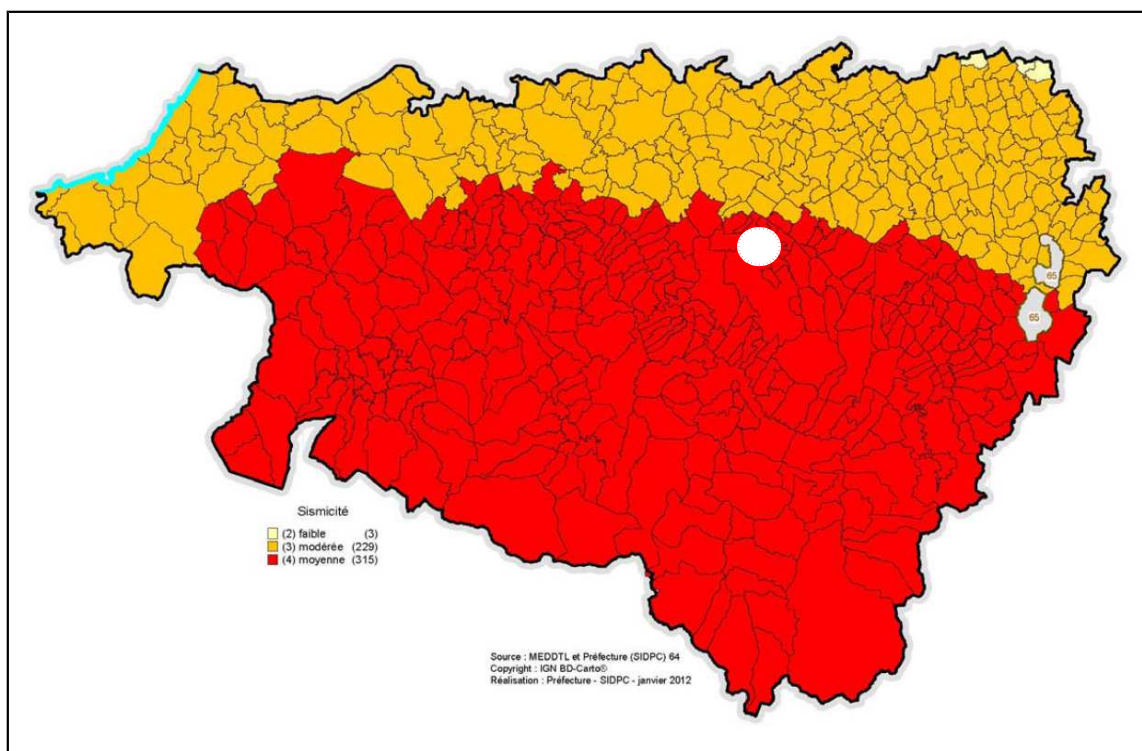 65
65
Sismicité
(2) faible (3)
(3) modérée (229)
(4) moyenne (315)
Source : MEDDTL et Préfecture (SIDPC) 64
Copyright : IGN BD-Carto®
Réalisation : Préfecture - SIDPC - janvier 2012